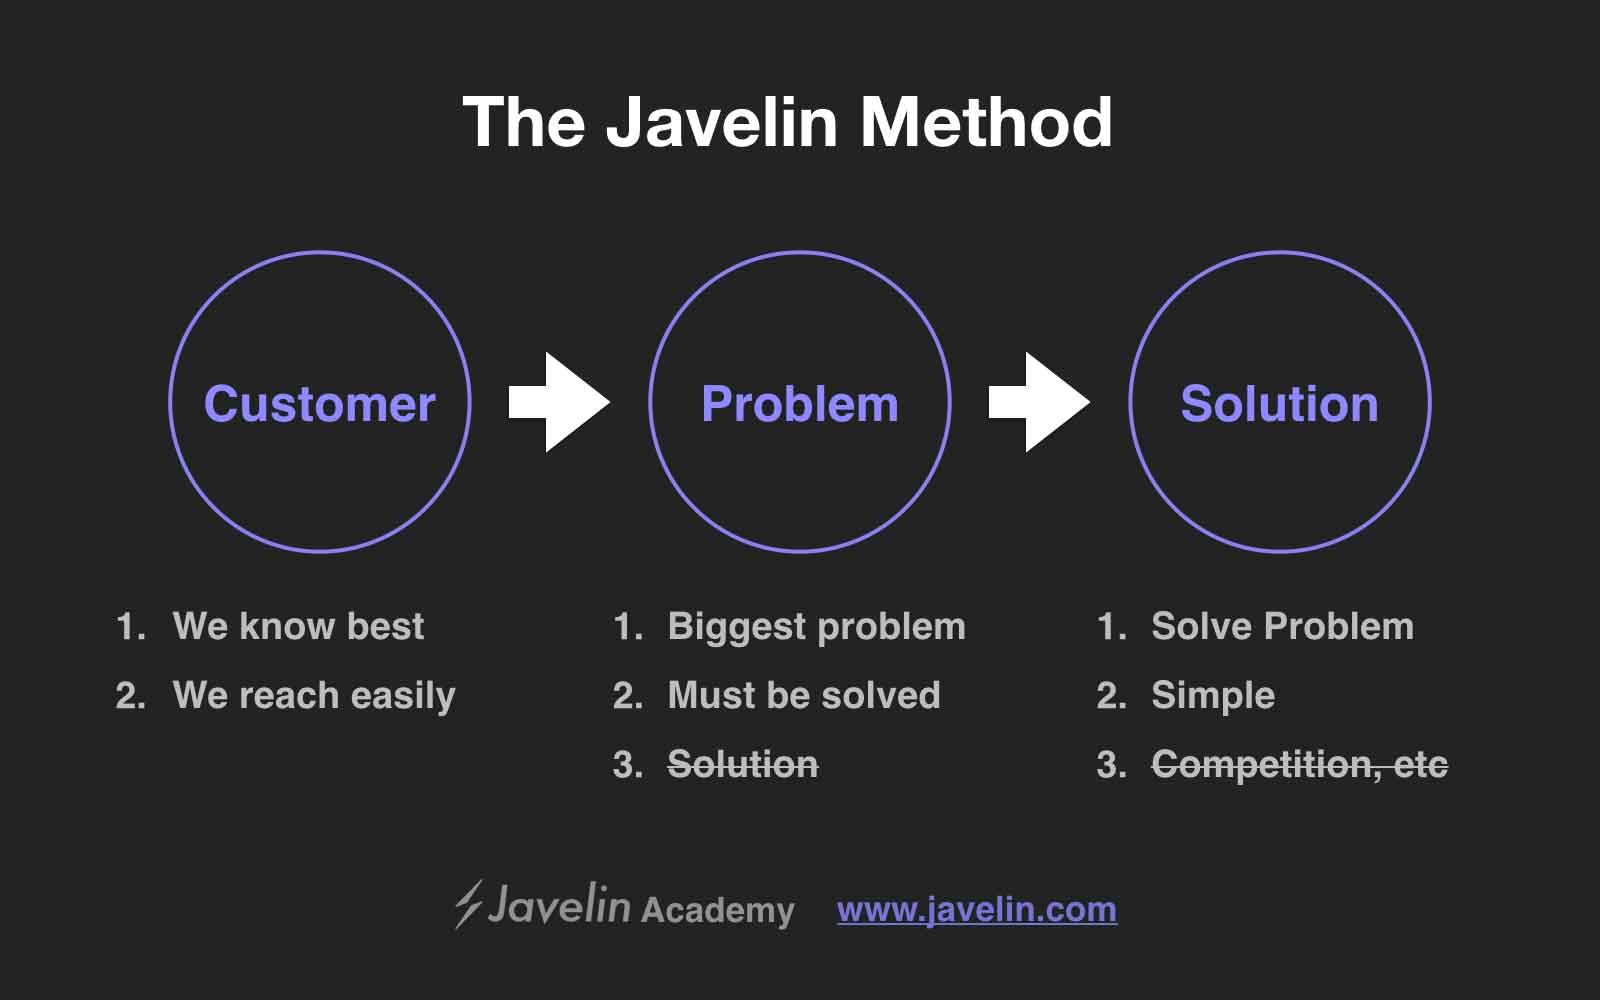 The Javelin Method
Customer
Problem
Solution
1. We know best
2. We reach easily
1. Biggest problem
2. Must be solved
3. Solution
1. Solve Problem
2. Simple
3. Competition, etc
Javelin Academy
www.javelin.com